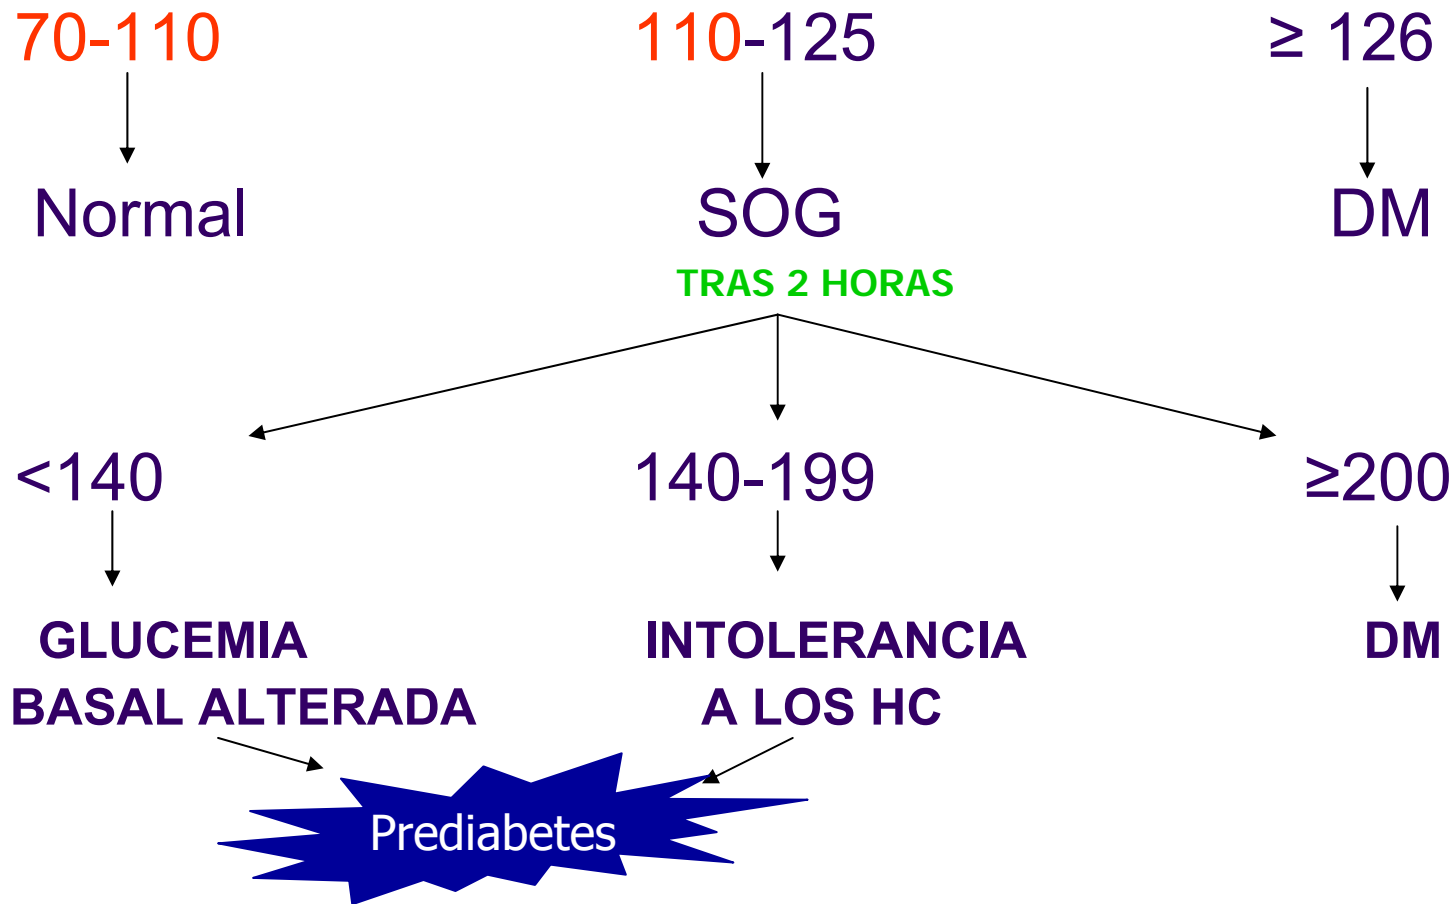 70-110 110-125 ≥ 126
Normal SOG DM
TRAS 2 HORAS
<140 140-199 ≥200
GLUCEMIA INTOLERANCIA DM
BASAL ALTERADA A LOS HC
Prediabetes